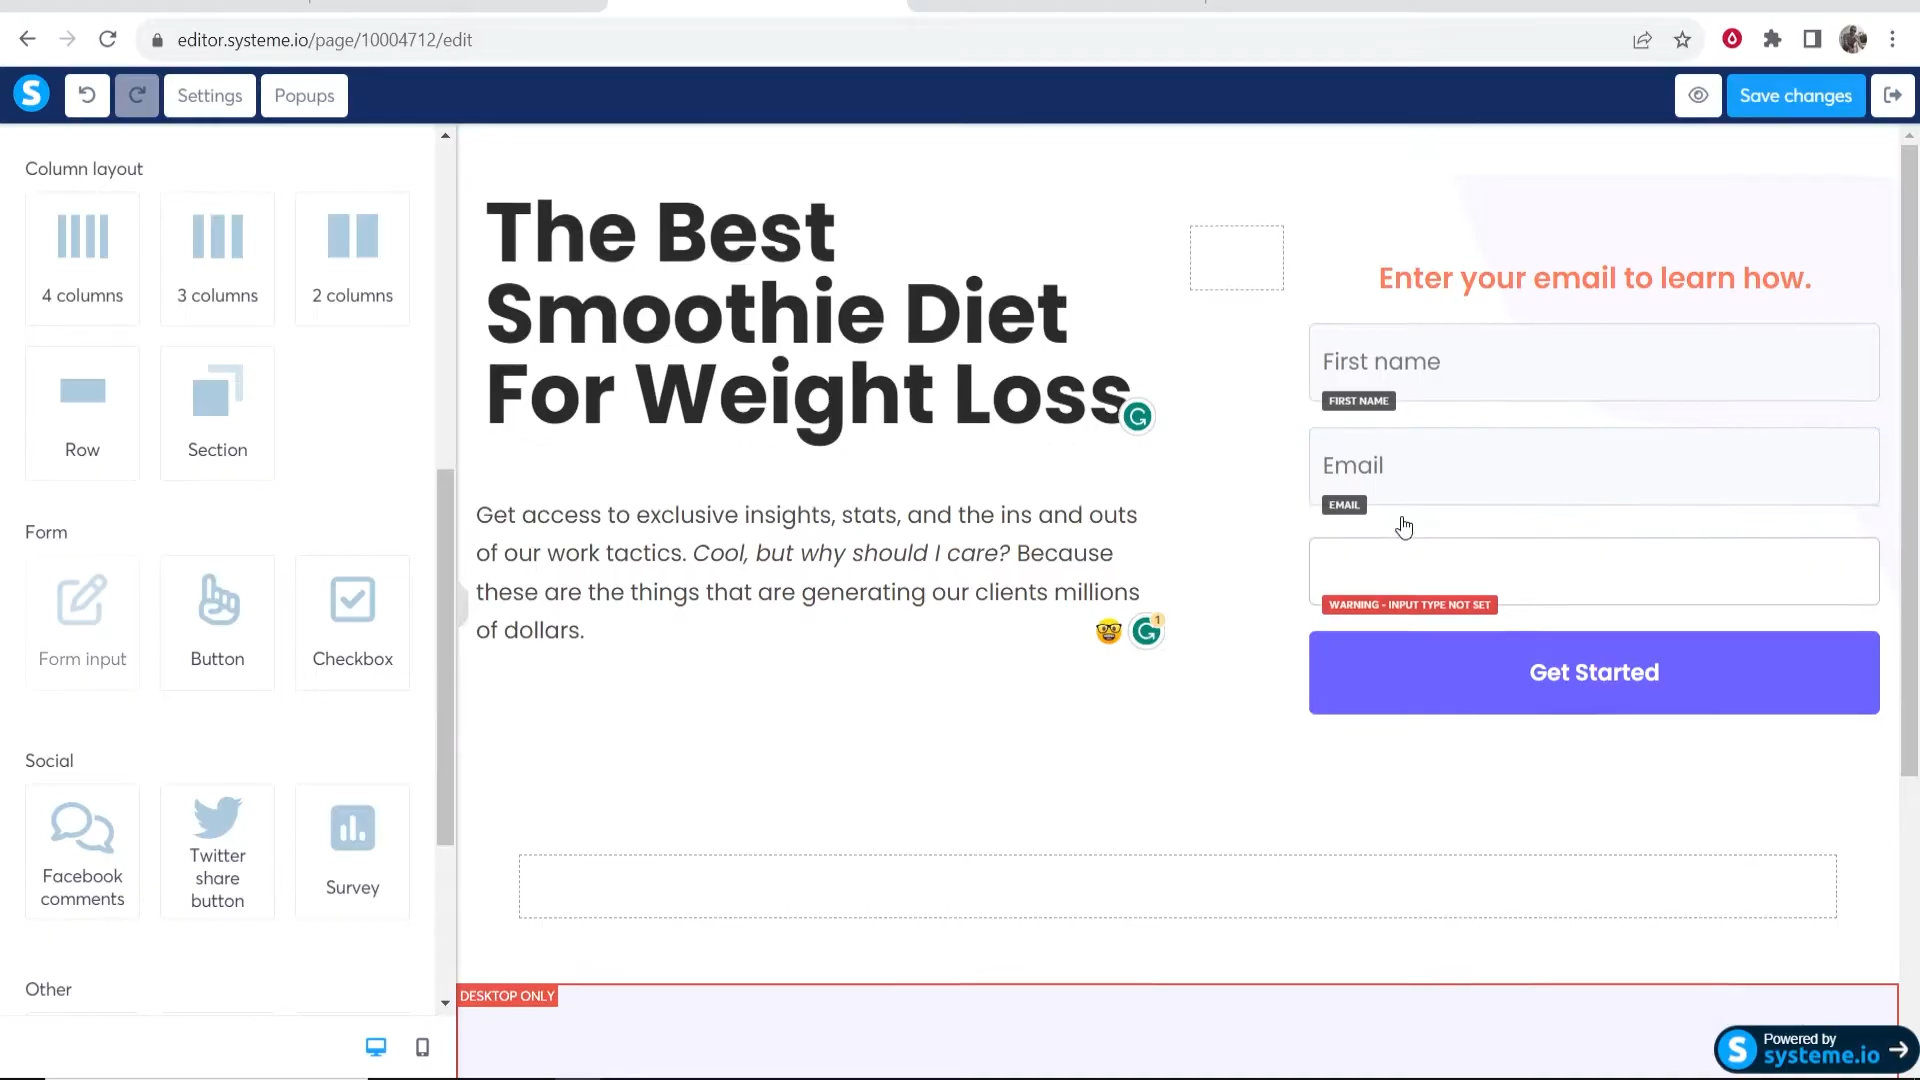 editor.systeme.io/page/10004712/edit
S
Settings
Popups
Save changes
Column layout
4 columns
3 columns
2 columns
Row
Section
Form
Form input
Button
Checkbox
Social
Facebook
comments
Twitter
share
button
Survey
Other
The Best
Smoothie Diet
For Weight Loss
Get access to exclusive insights, stats, and the ins and outs
of our work tactics. Cool, but why should I care? Because
these are the things that are generating our clients millions
of dollars.
1
Enter your email to learn how.
First name
FIRST NAME
Email
EMAIL
WARNING - INPUT TYPE NOT SET
Get Started
DESKTOP ONLY
S
Powered by
systeme.io